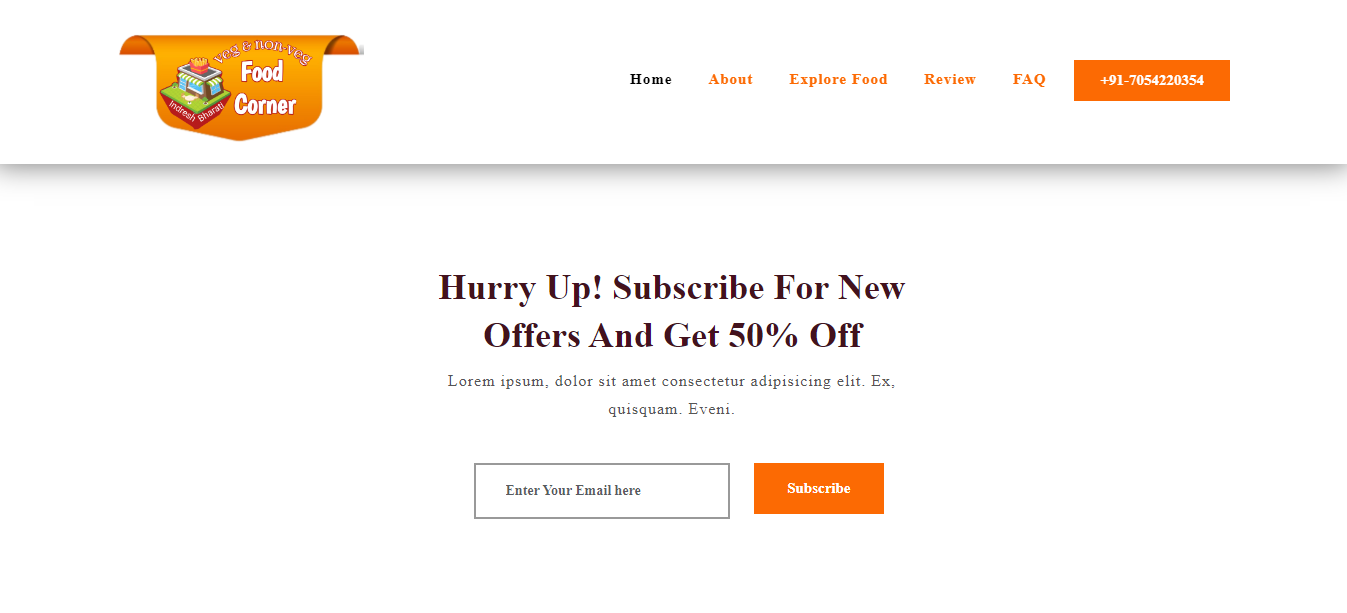 veg & non-veg
Food
Corner
Indresh Bharati
Home About Explore Food Review FAQ +91-7054220354
Hurry Up! Subscribe For New
Offers And Get 50% Off
Lorem ipsum, dolor sit amet consectetur adipisicing elit. Ex,
quisquam. Eveni.
Enter Your Email here Subscribe